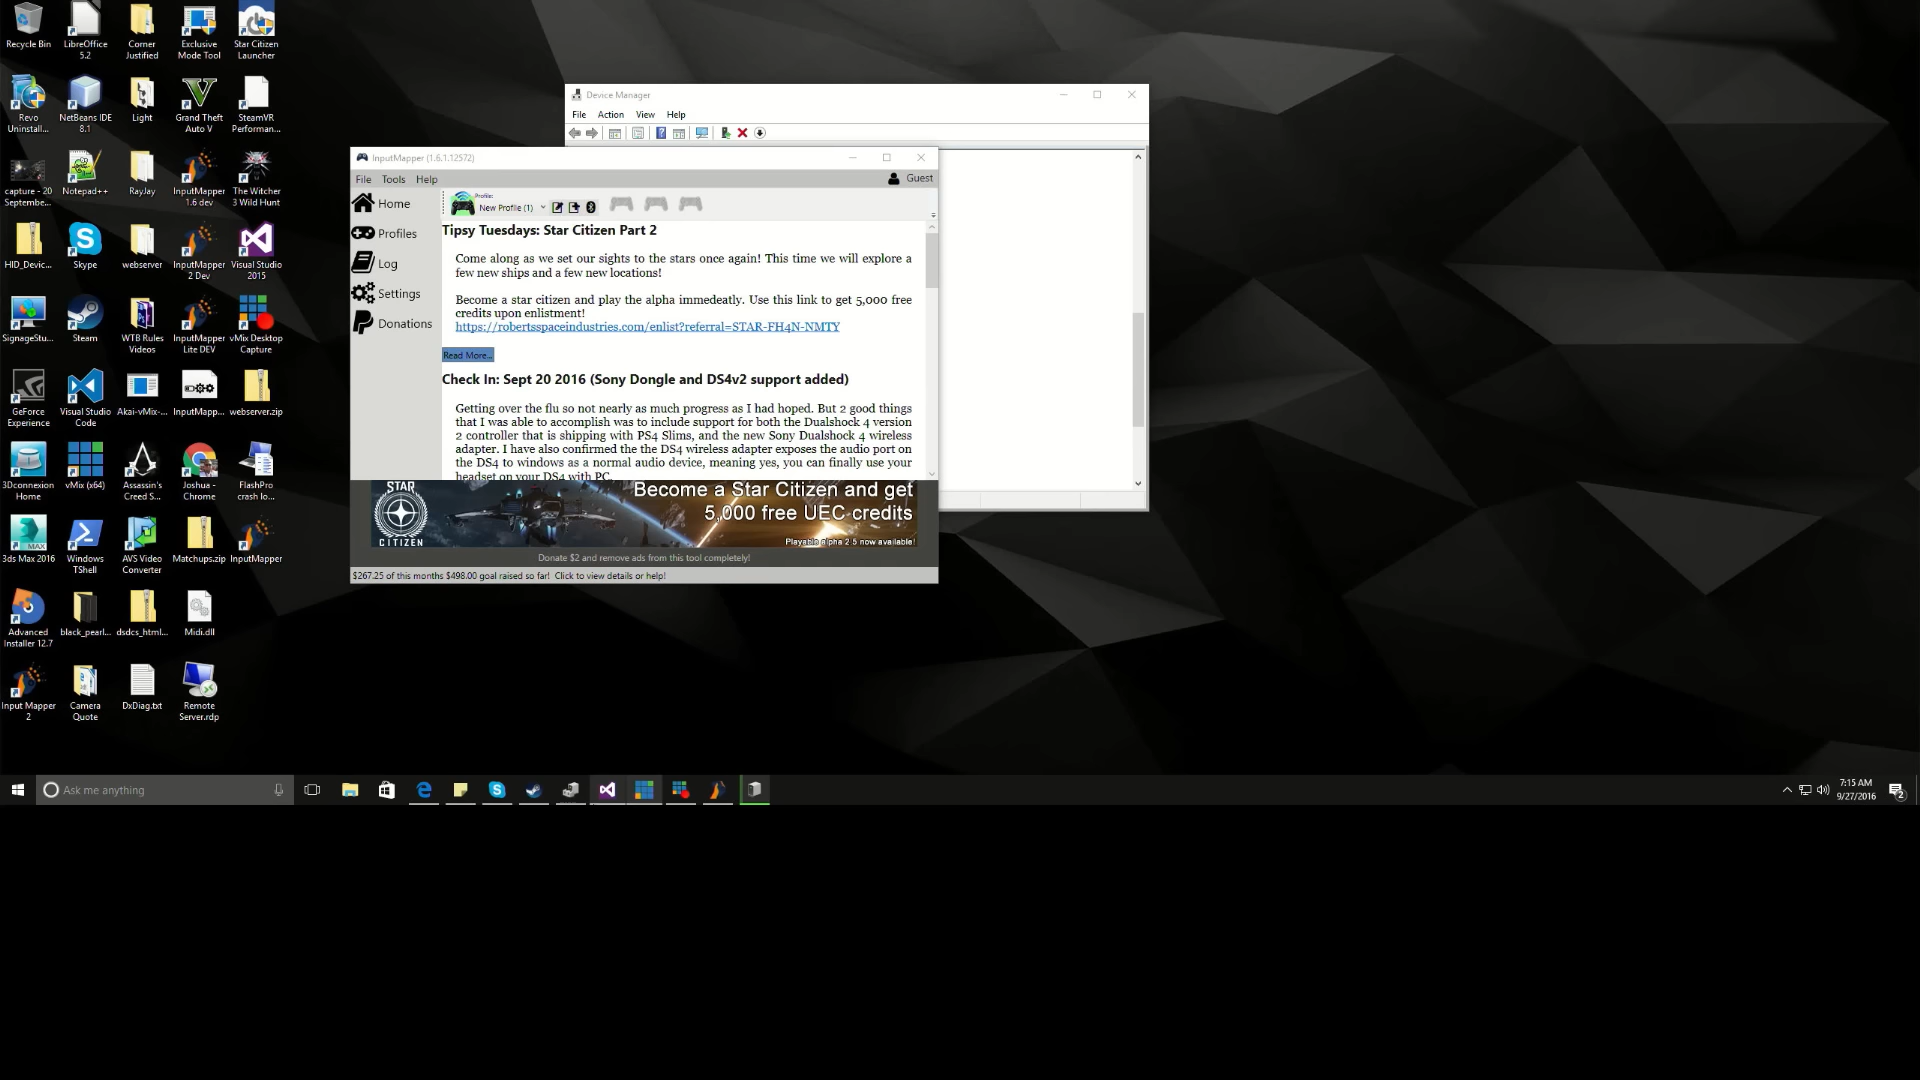 Recycle Bin
LibreOffice
5.2
Corner
Justified
Exclusive
Mode Tool
Star Citizen
Launcher
Revo
Uninstall...
NetBeans IDE
8.1
Light
Grand Theft
Auto V
SteamVR
Performan...
capture - 20
Septembe...
Notepad++
RayJay
InputMapper
1.6 dev
The Witcher
3 Wild Hunt
HID_Devic...
Skype
webserver
InputMapper
2 Dev
Visual Studio
2015
SignageStu...
Steam
WTB Rules
Videos
InputMapper
Lite DEV
vMix Desktop
Capture
GeForce
Experience
Visual Studio
Code
Akai-vMix-...
InputMapp...
webserver.zip
3Dconnexion
Home
vMix (x64)
Assassin's
Creed S...
Joshua -
Chrome
FlashPro
crash lo...
MAX
3ds Max 2016
Windows
TShell
AVS Video
Converter
Matchups.zip
InputMapper
Advanced
Installer 12.7
black_pearl...
dsdcs_html...
Midi.dll
Input Mapper
2
Camera
Quote
DxDiag.txt
Remote
Server.rdp
Device Manager
File Action View Help
InputMapper (1.6.1.12572)
File Tools Help
Guest
Home
Profiles
Log
Settings
Donations
Profile:
New Profile (1)
Tipsy Tuesdays: Star Citizen Part 2
Come along as we set our sights to the stars once again! This time we will explore a
few new ships and a few new locations!
Become a star citizen and play the alpha immedeatly. Use this link to get 5,000 free
credits upon enlistment!
https://robertsspaceindustries.com/enlist?referral=STAR-FH4N-NMTY
Read More...
Check In: Sept 20 2016 (Sony Dongle and DS4v2 support added)
Getting over the flu so not nearly as much progress as I had hoped. But 2 good things
that I was able to accomplish was to include support for both the Dualshock 4 version
2 controller that is shipping with PS4 Slims, and the new Sony Dualshock 4 wireless
adapter. I have also confirmed the the DS4 wireless adapter exposes the audio port on
the DS4 to windows as a normal audio device, meaning yes, you can finally use your
headset on your DS4 with PC.
STAR
CITIZEN
Become a Star Citizen and get
5,000 free UEC credits
Playable alpha 2.5 now available!
Donate $2 and remove ads from this tool completely!
$267.25 of this months $498.00 goal raised so far! Click to view details or help!
Ask me anything
7:15 AM
9/27/2016
2